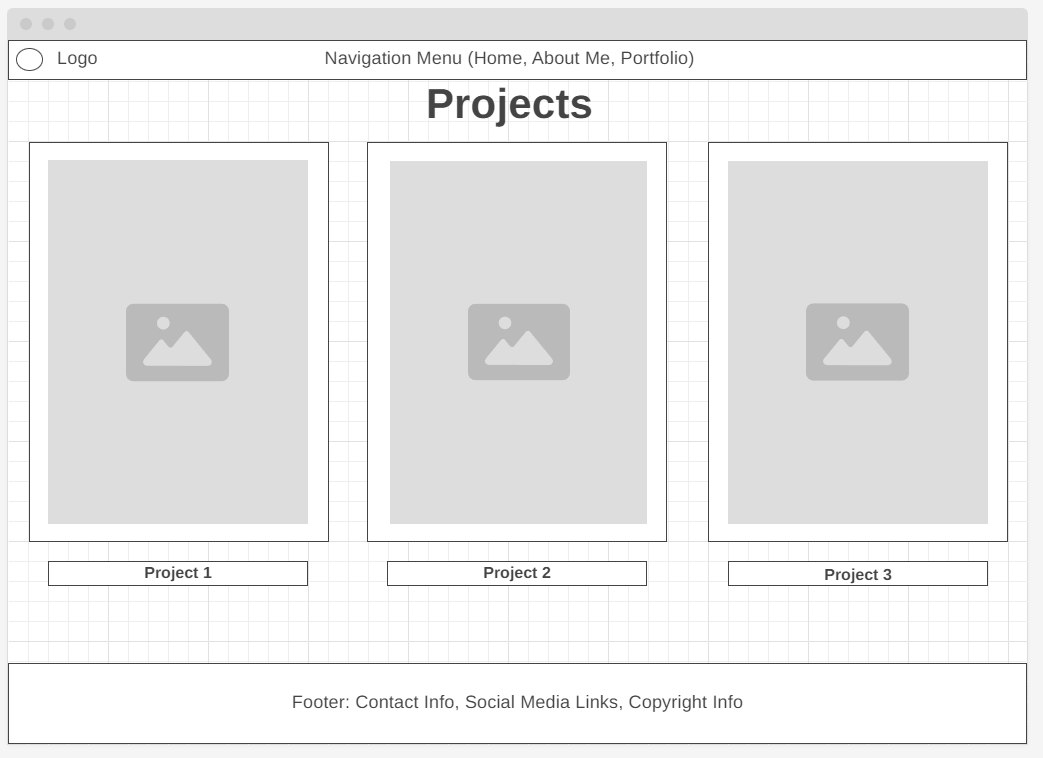 Logo
Navigation Menu (Home, About Me, Portfolio)
Projects
Project 1
Project 2
Project 3
Footer: Contact Info, Social Media Links, Copyright Info